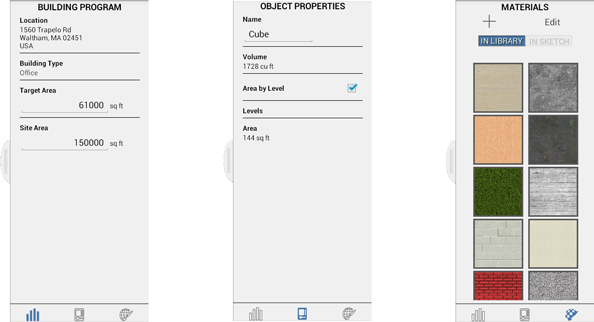 BUILDING PROGRAM
Location
1560 Trapelo Rd
Waltham, MA 02451
USA
Building Type
Office
Target Area
61000 sq ft
Site Area
150000 sq ft
OBJECT PROPERTIES
Name
Cube
Volume
1728 cu ft
Area by Level
Levels
Area
144 sq ft
MATERIALS
+ Edit
IN LIBRARY IN SKETCH